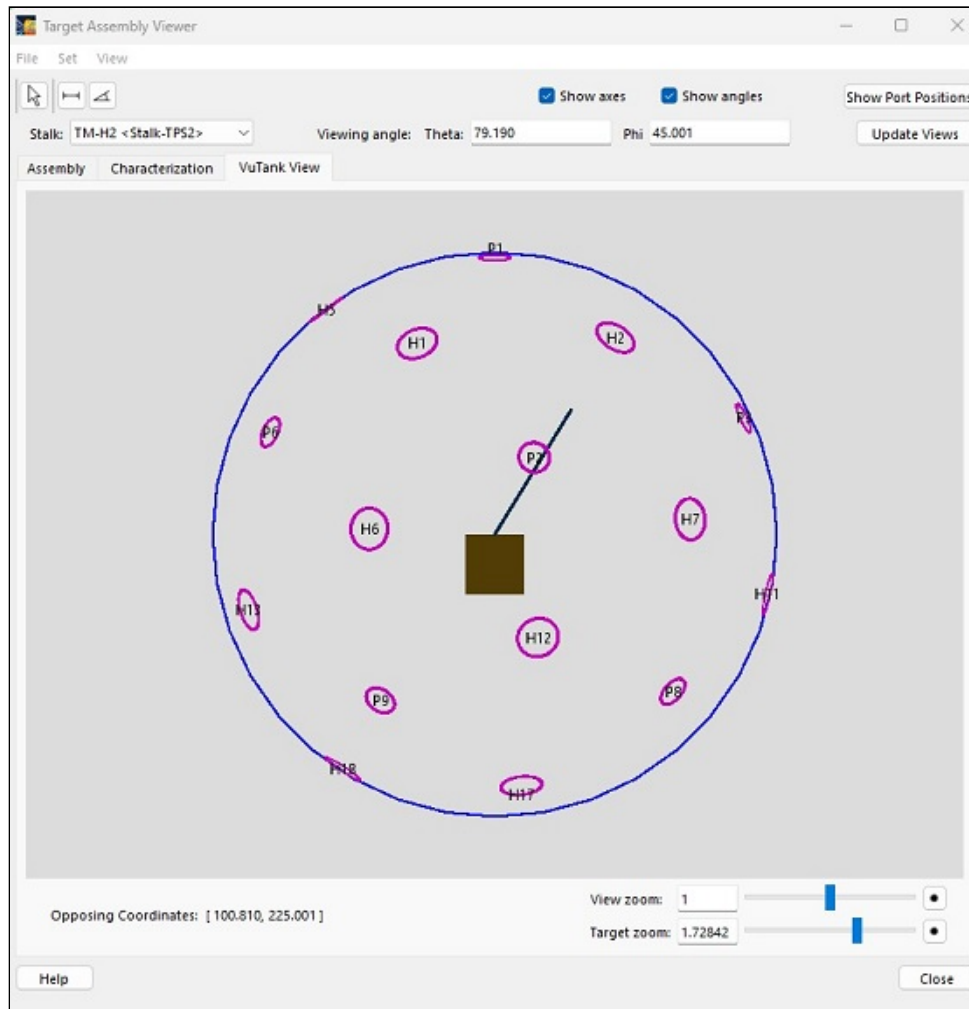 Target Assembly Viewer
File Set View
Show axes Show angles Show Port Positions
Stalk: TM-H2 <Stalk-TPS2> Viewing angle: Theta: 79.190 Phi 45.001 Update Views
Assembly Characterization VuTank View
P1
H5
H1 H2
P6 P3
P2
H6 H7
H13 H11
H12
P9 P8
H18
H17
View zoom: 1
Opposing Coordinates: [ 100.810, 225.001 ]
Target zoom: 1.72842
Help Close